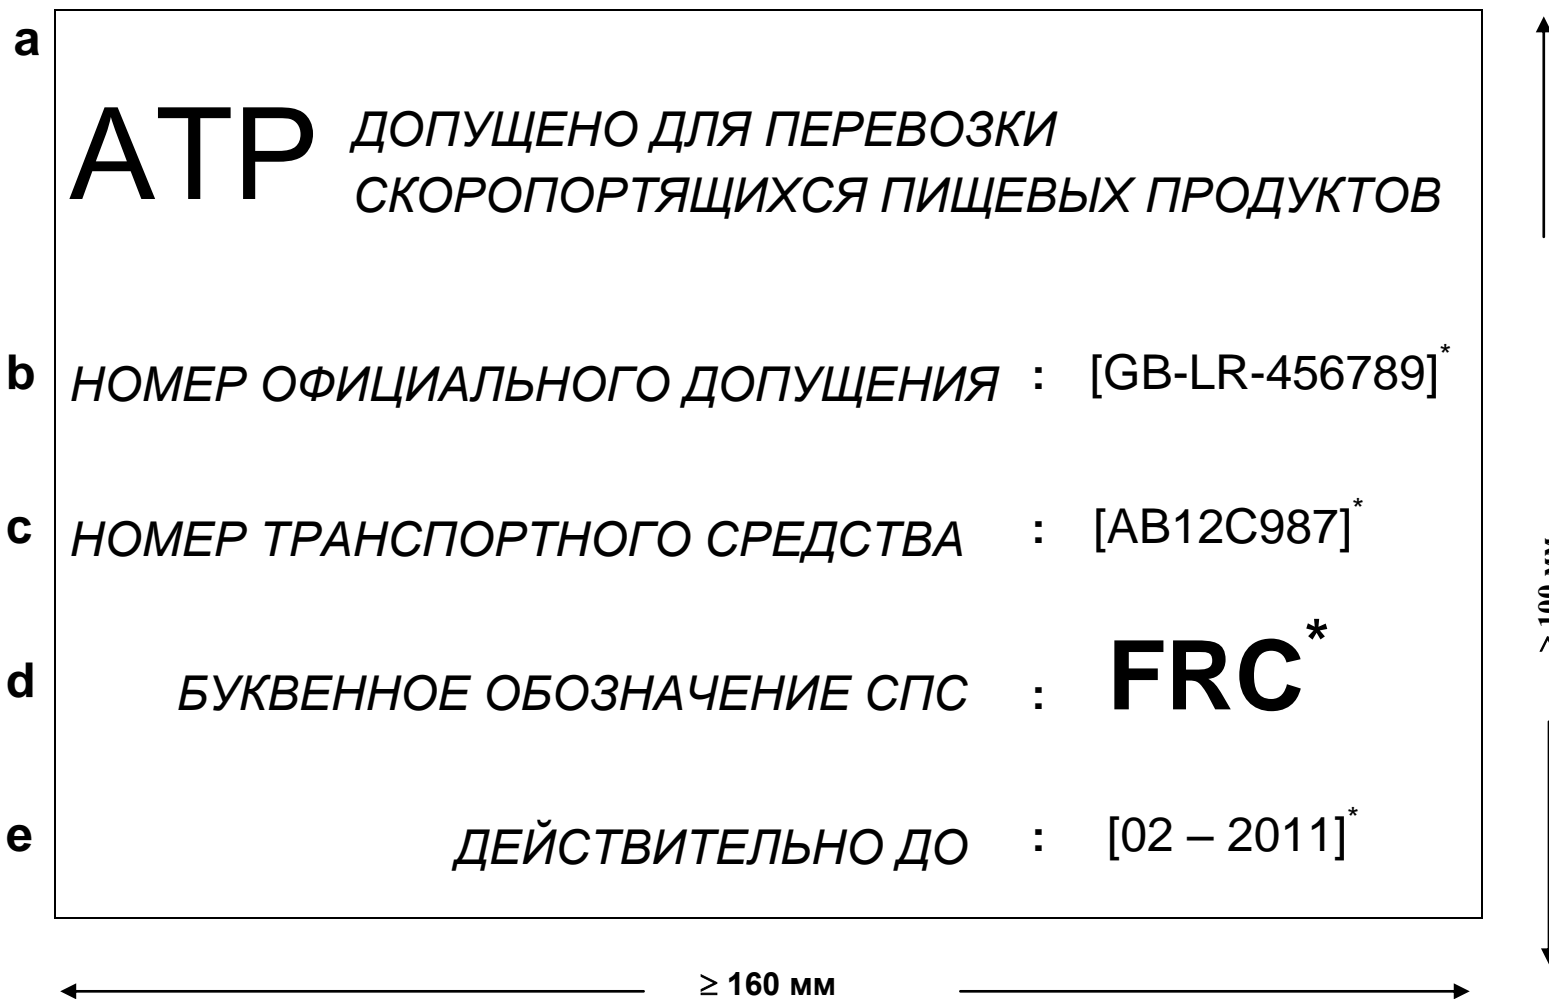 a
ATP ДОПУЩЕНО ДЛЯ ПЕРЕВОЗКИ
СКОРОПОРТЯЩИХСЯ ПИЩЕВЫХ ПРОДУКТОВ
b НОМЕР ОФИЦИАЛЬНОГО ДОПУЩЕНИЯ : [GB-LR-456789]*
c НОМЕР ТРАНСПОРТНОГО СРЕДСТВА : [AB12C987]*
d БУКВЕННОЕ ОБОЗНАЧЕНИЕ СПС : FRC*
e ДЕЙСТВИТЕЛЬНО ДО : [02 – 2011]*
≥ 160 мм